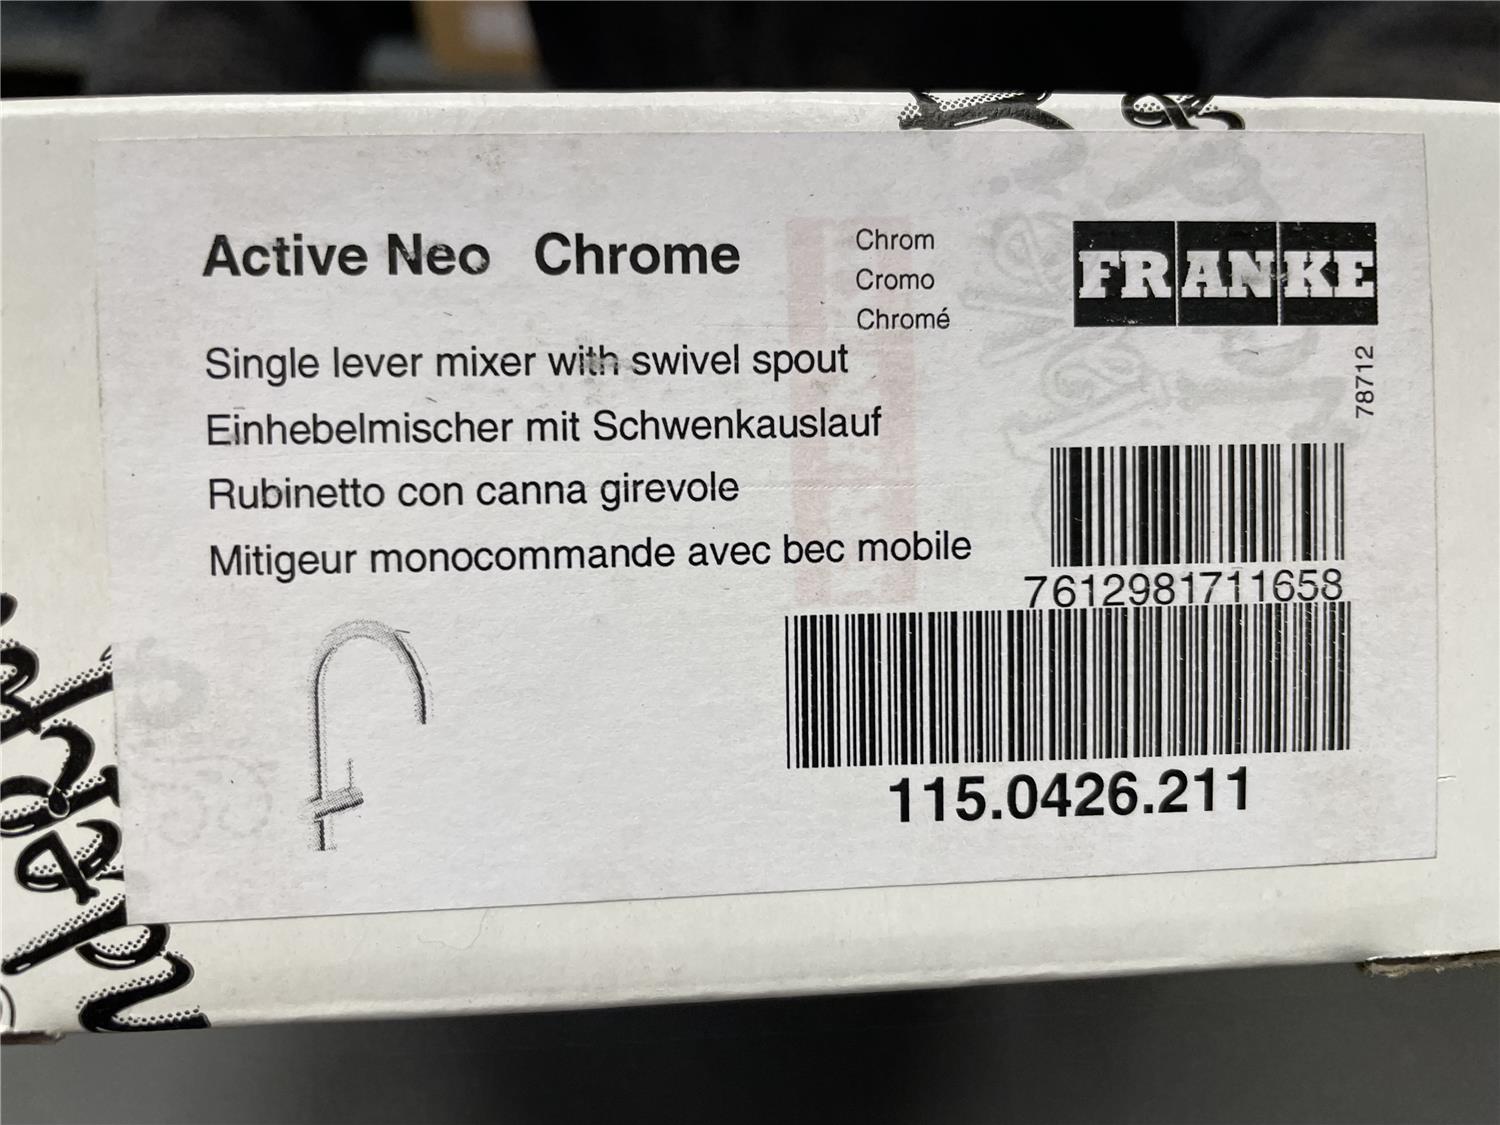 Active Neo Chrome
Chrom
Cromo
Chromé
FRANKE
Single lever mixer with swivel spout
Einhebelmischer mit Schwenkauslauf
Rubinetto con canna girevole
Mitigeur monocommande avec bec mobile
78712
7612981711658
115.0426.211